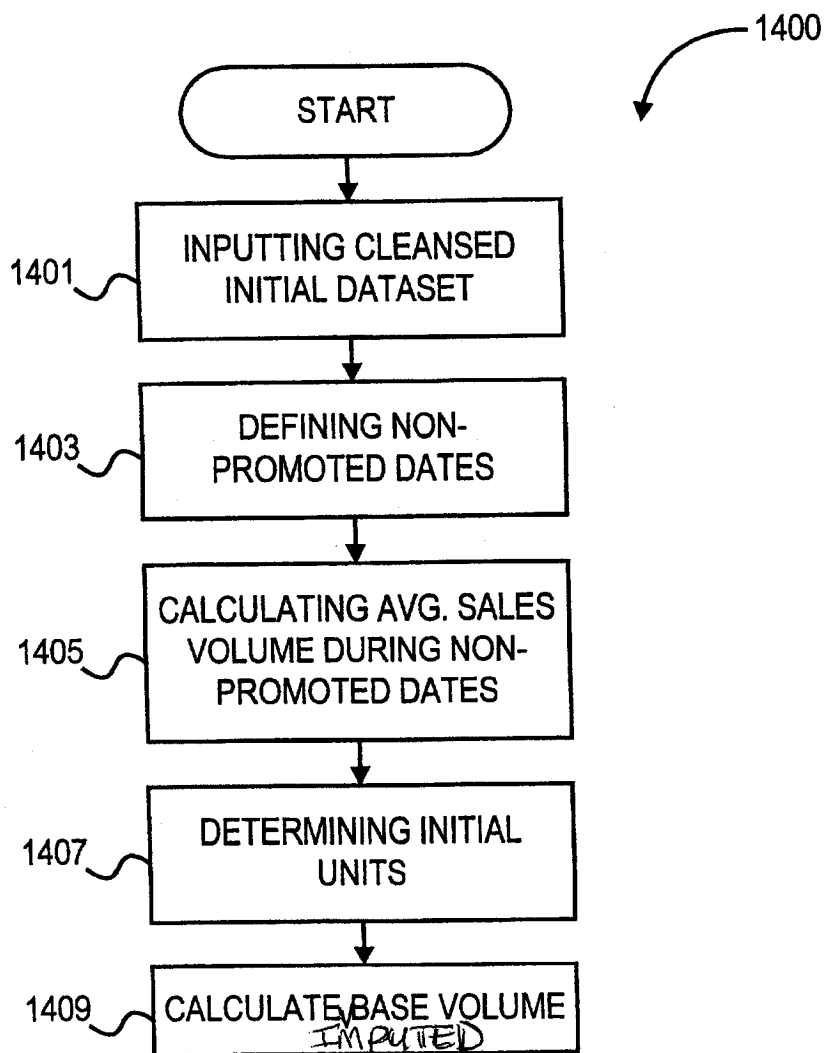 1400
START
1401
INPUTTING CLEANSED
INITIAL DATASET
1403
DEFINING NON-
PROMOTED DATES
1405
CALCULATING AVG. SALES
VOLUME DURING NON-
PROMOTED DATES
1407
DETERMINING INITIAL
UNITS
1409
CALCULATE BASE VOLUME
IMPUTED